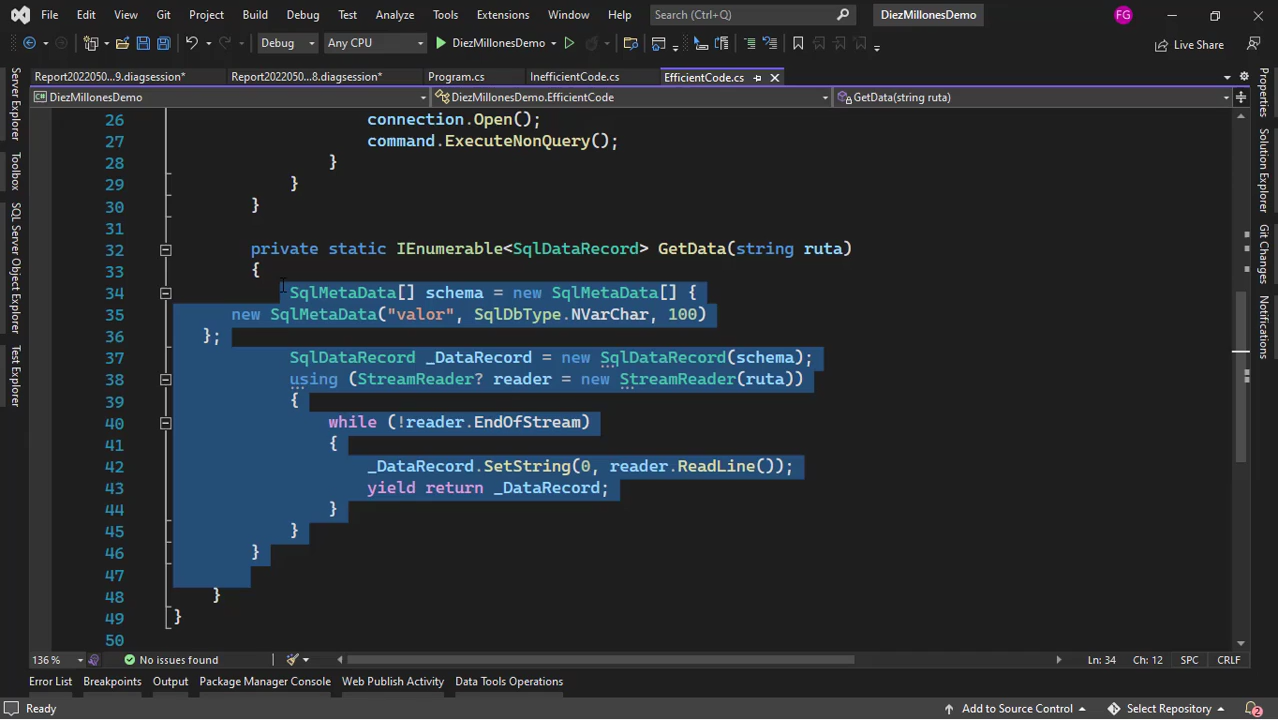 File Edit View Git Project Build Debug Test Analyze Tools Extensions Window Help Search (Ctrl+Q) DiezMillonesDemo FG
Debug Any CPU DiezMillonesDemo Live Share
Report2022050...9.diagsession* Report2022050...8.diagsession* Program.cs InefficientCode.cs EfficientCode.cs
DiezMillonesDemo DiezMillonesDemo.EfficientCode GetData(string ruta)
Server Explorer
Toolbox
SQL Server Object Explorer
Test Explorer
26 connection.Open();
27 command.ExecuteNonQuery();
28 }
29 }
30 }
31
32 private static IEnumerable<SqlDataRecord> GetData(string ruta)
33 {
34 SqlMetaData[] schema = new SqlMetaData[] {
35 new SqlMetaData("valor", SqlDbType.NVarChar, 100)
36 };
37 SqlDataRecord _DataRecord = new SqlDataRecord(schema);
38 using (StreamReader? reader = new StreamReader(ruta))
39 {
40 while (!reader.EndOfStream)
41 {
42 _DataRecord.SetString(0, reader.ReadLine());
43 yield return _DataRecord;
44 }
45 }
46 }
47
48 }
49 }
50
Properties
Solution Explorer
Git Changes
Notifications
136 % No issues found Ln: 34 Ch: 12 SPC CRLF
Error List Breakpoints Output Package Manager Console Web Publish Activity Data Tools Operations
Ready Add to Source Control Select Repository 2